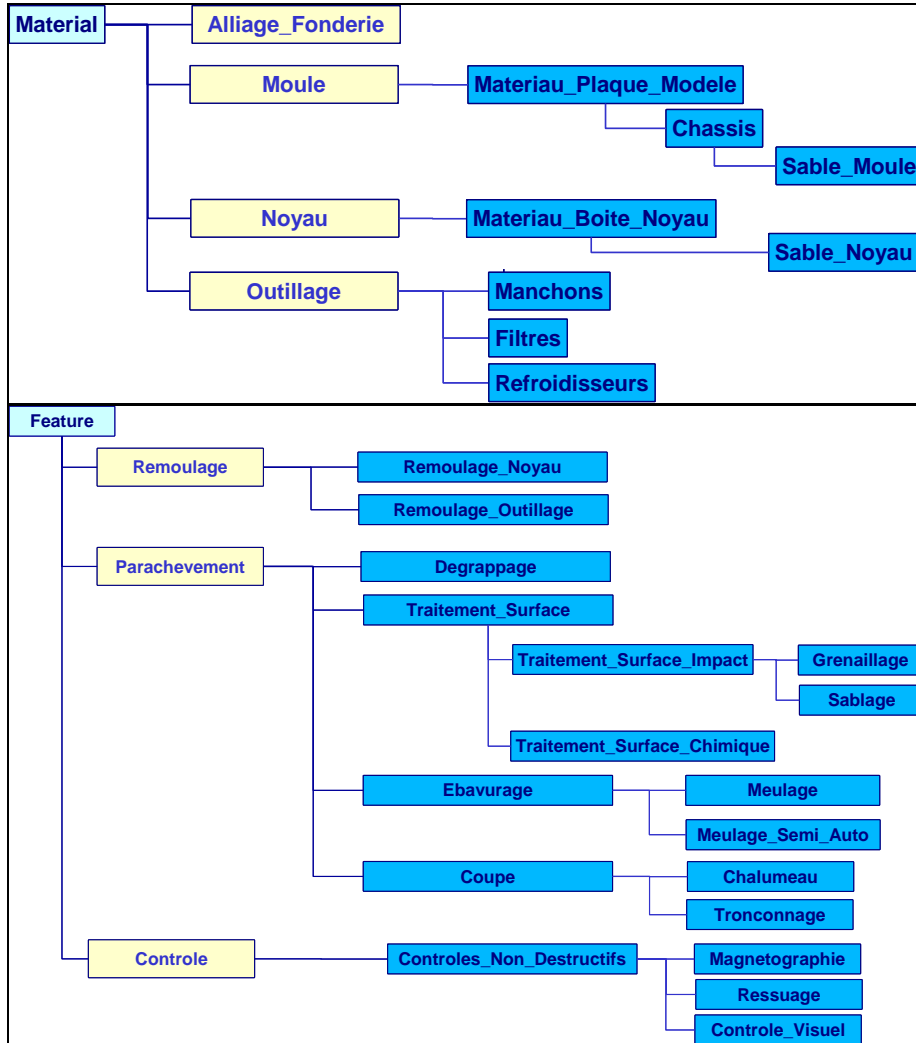 Material
Alliage_Fonderie
Moule
Materiau_Plaque_Modele
Chassis
Sable_Moule
Noyau
Materiau_Boite_Noyau
Sable_Noyau
Outillage
Manchons
Filtres
Refroidisseurs
Feature
Remoulage
Remoulage_Noyau
Remoulage_Outillage
Parachevement
Degrappage
Traitement_Surface
Traitement_Surface_Impact
Grenaillage
Sablage
Traitement_Surface_Chimique
Ebavurage
Meulage
Meulage_Semi_Auto
Coupe
Chalumeau
Tronconnage
Controle
Controles_Non_Destructifs
Magnetographie
Ressuage
Controle_Visuel